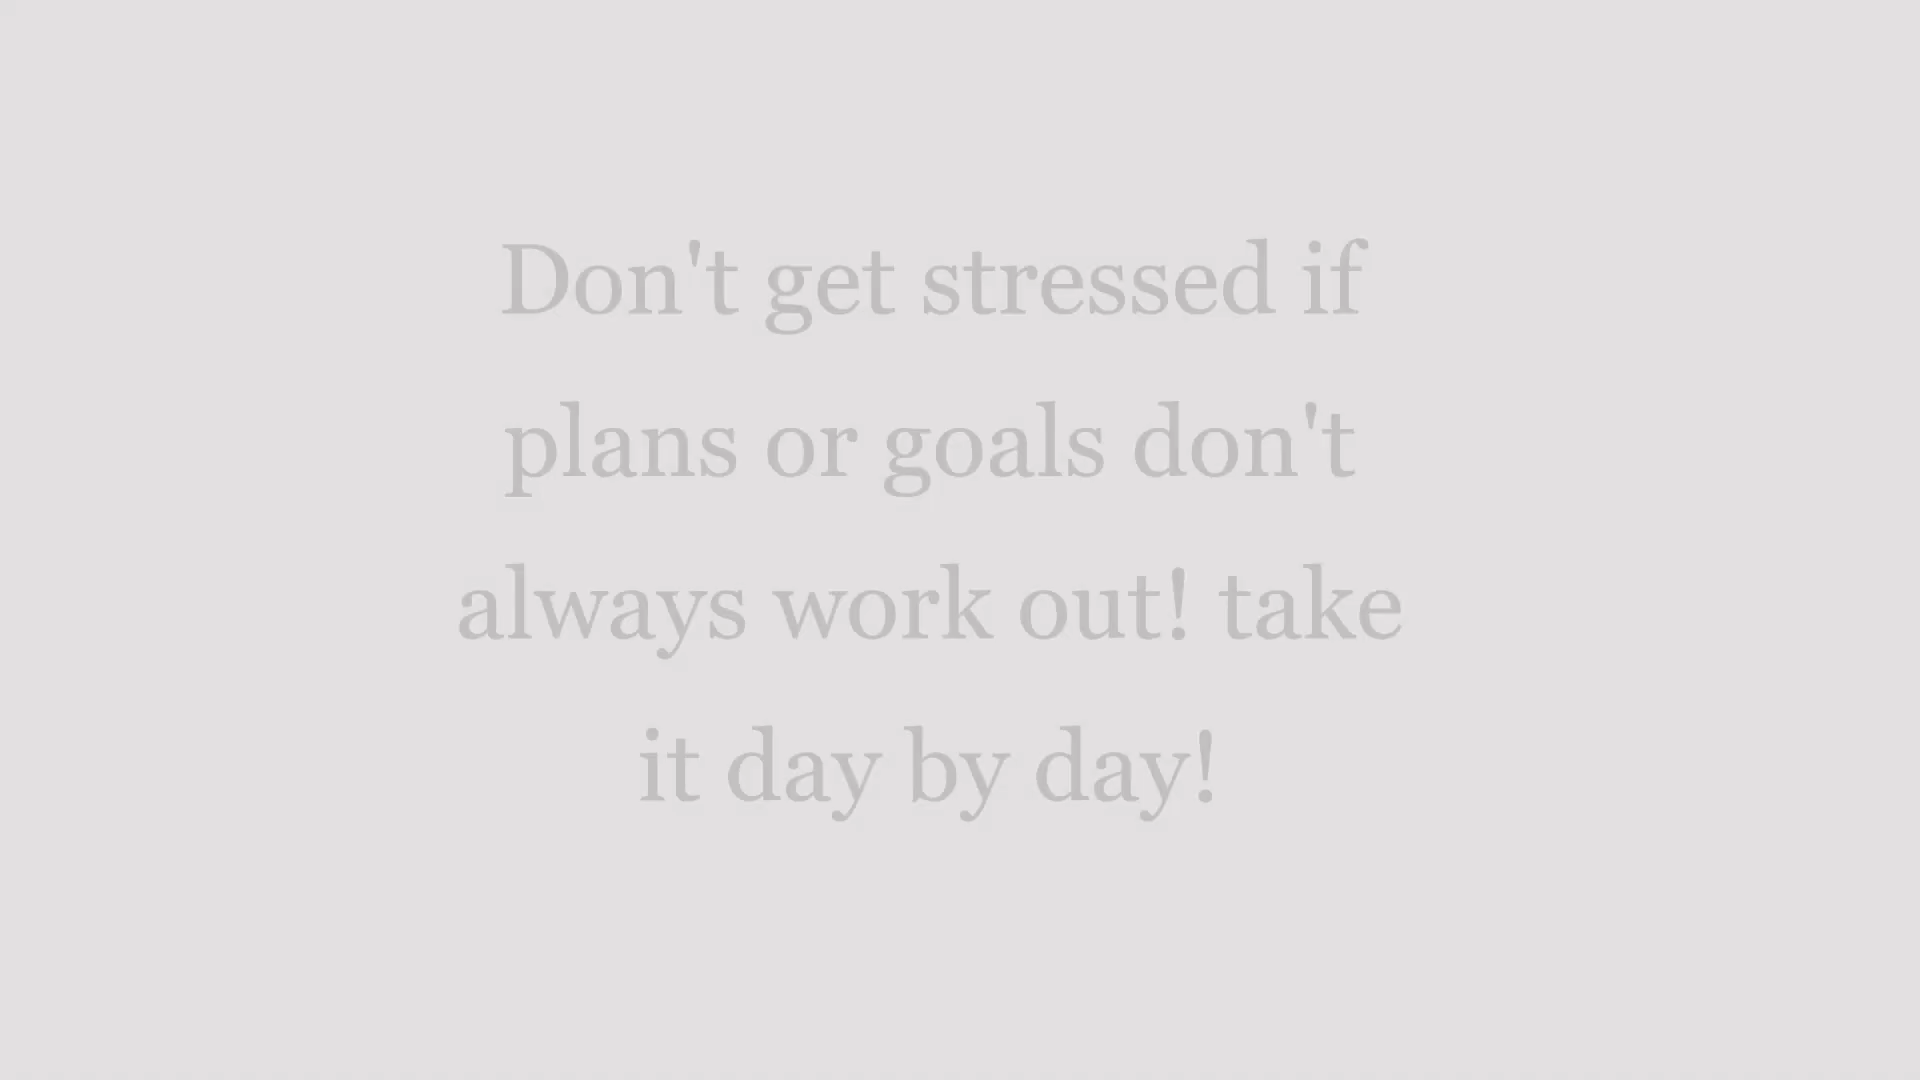 Don't get stressed if
plans or goals don't
always work out! take
it day by day!